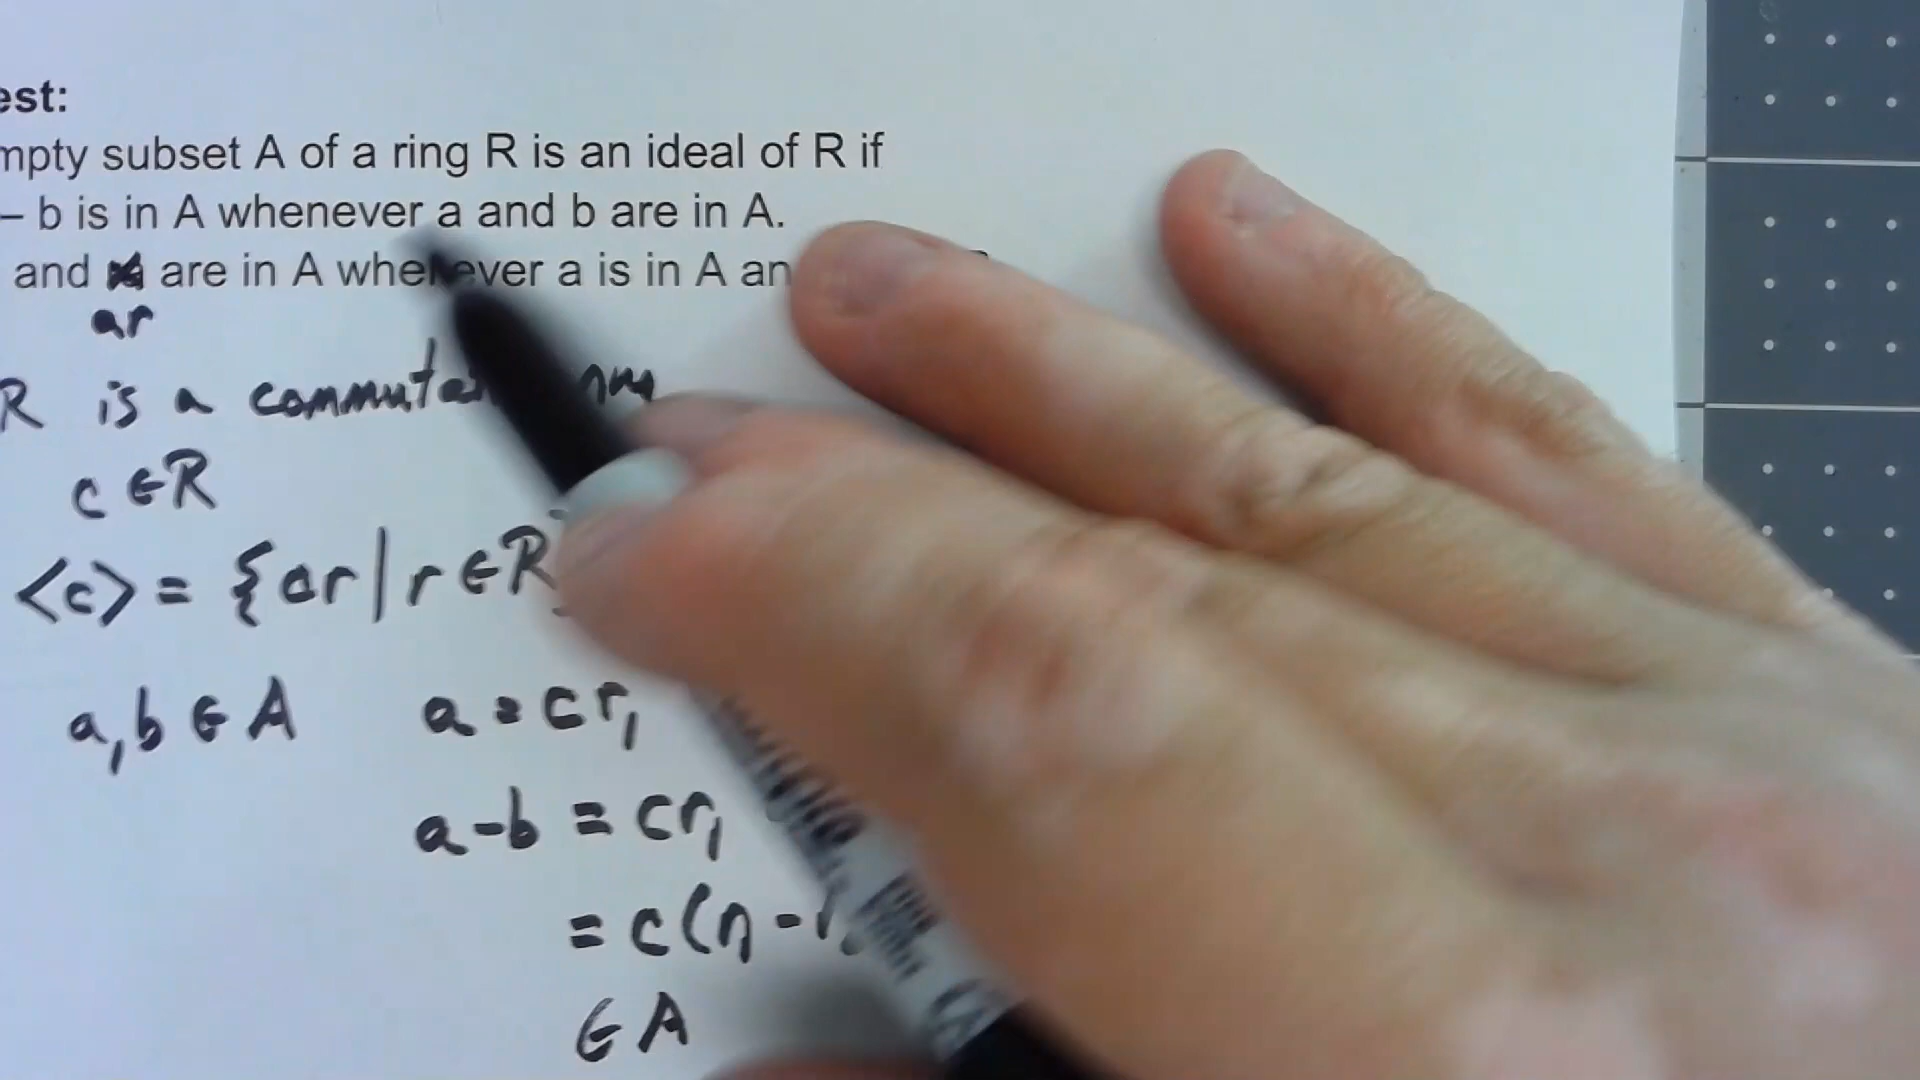 est:
mpty subset A of a ring R is an ideal of R if
– b is in A whenever a and b are in A.
and are in A whenever a is in A an
ar
R is a
c ∈ R
<c> = { cr | r ∈ R
a, b ∈ A a = cr₁
a - b = cr₁
= c(r₁ -
∈ A